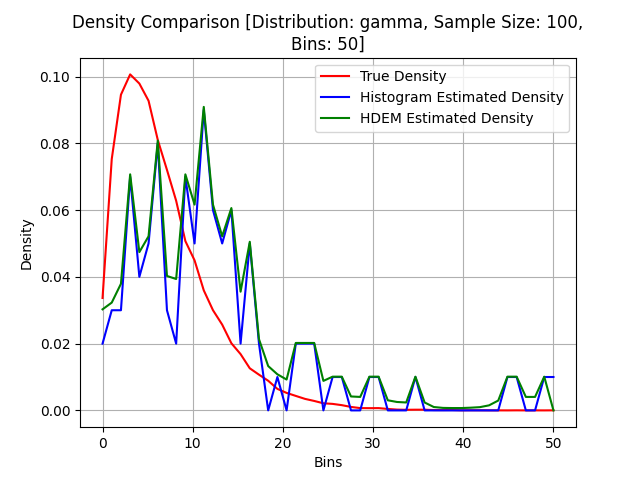 Density Comparison [Distribution: gamma, Sample Size: 100,
Bins: 50]
True Density
Histogram Estimated Density
HDEM Estimated Density
Density
0.10
0.08
0.06
0.04
0.02
0.00
0 10 20 30 40 50
Bins